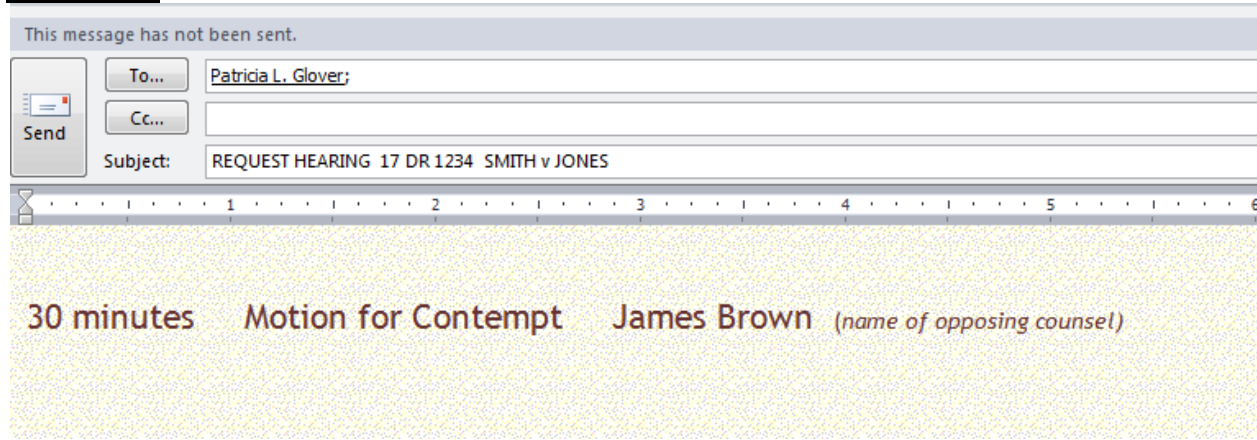 This message has not been sent.
To...
Patricia L. Glover;
Send
Cc...
Subject:
REQUEST HEARING 17 DR 1234 SMITH v JONES
1 2 3 4 5 6
30 minutes Motion for Contempt James Brown (name of opposing counsel)